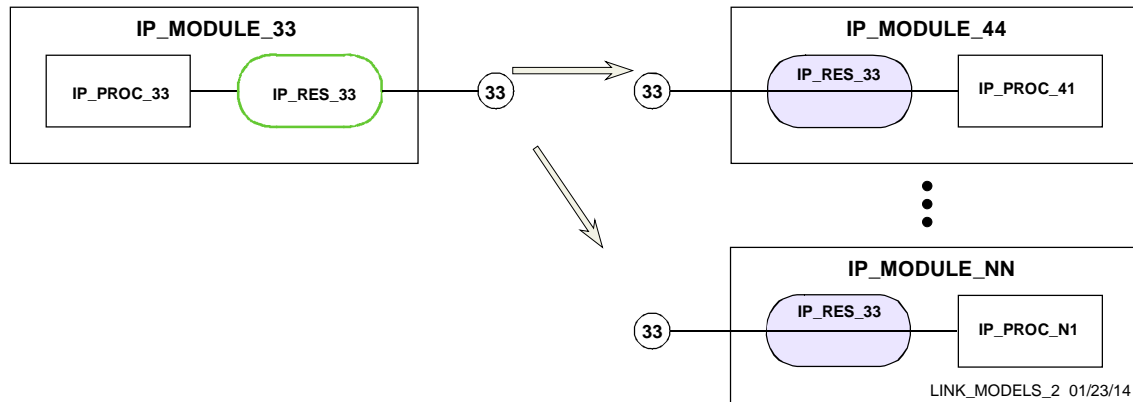 IP_MODULE_33
IP_PROC_33
IP_RES_33
33
IP_MODULE_44
33
IP_RES_33
IP_PROC_41
IP_MODULE_NN
33
IP_RES_33
IP_PROC_N1
LINK_MODELS_2 01/23/14